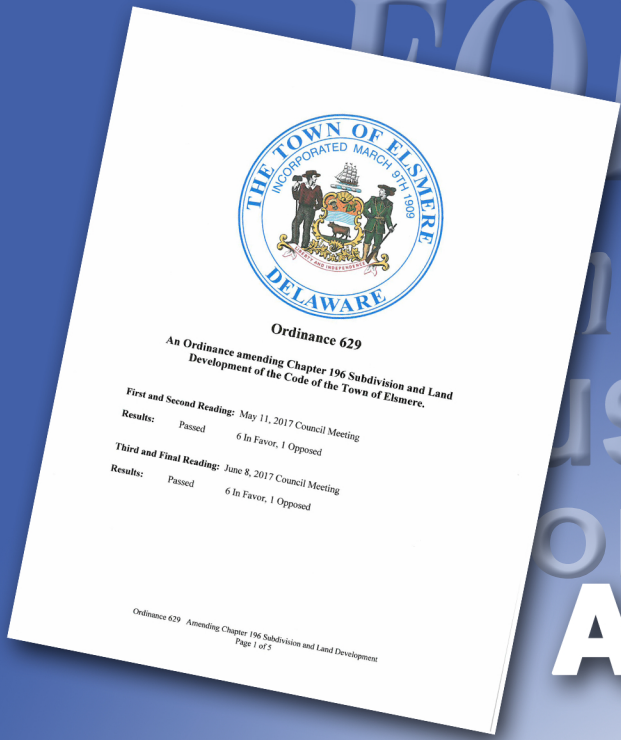 THE TOWN OF ELSMERE
INCORPORATED MARCH 9TH 1909
LIBERTY AND INDEPENDENCE
DELAWARE
Ordinance 629
An Ordinance amending Chapter 196 Subdivision and Land
Development of the Code of the Town of Elsmere.
First and Second Reading: May 11, 2017 Council Meeting
Results: Passed 6 In Favor, 1 Opposed
Third and Final Reading: June 8, 2017 Council Meeting
Results: Passed 6 In Favor, 1 Opposed
Ordinance 629 Amending Chapter 196 Subdivision and Land Development
Page 1 of 5